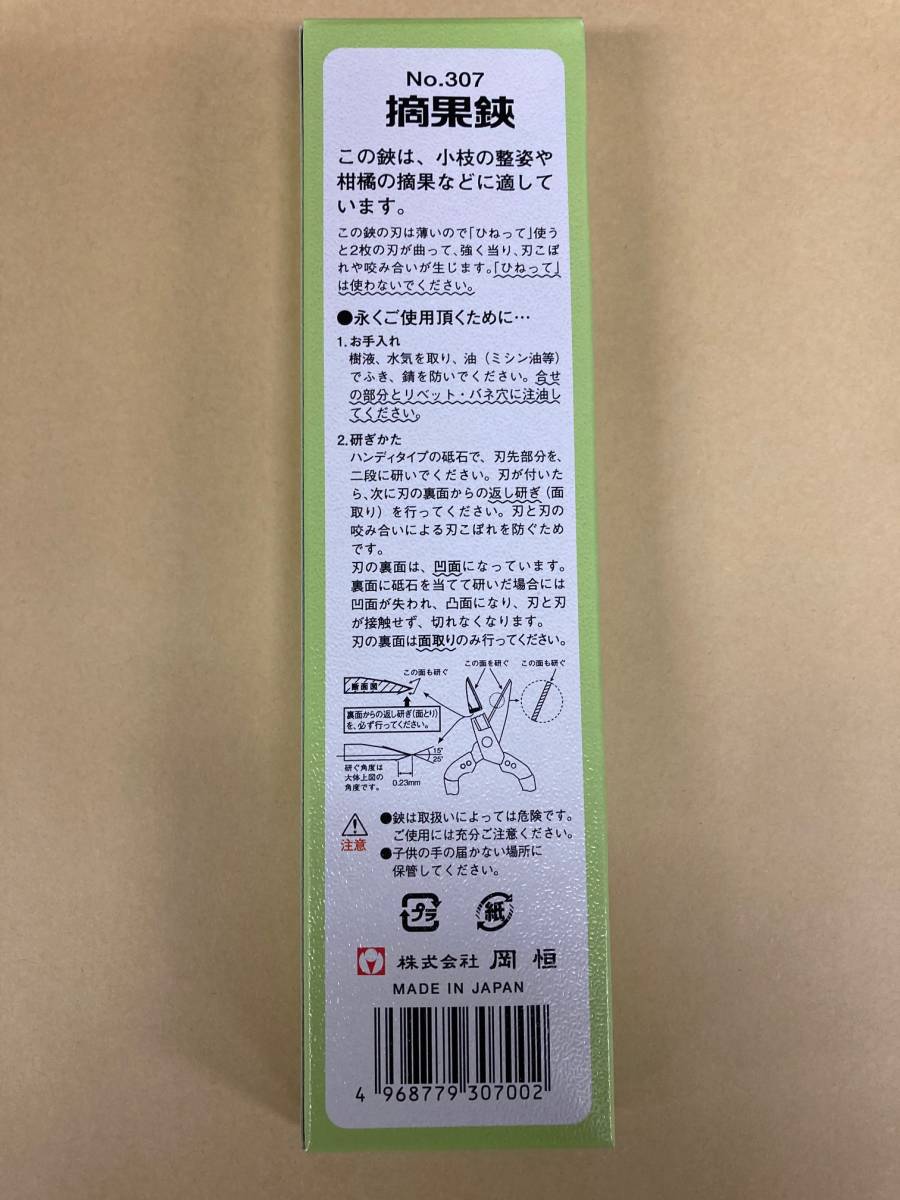 No.307
摘果鋏
この鋏は、小枝の整姿や
柑橘の摘果などに適して
います。
この鋏の刃は薄いので「ひねって」使う
と2枚の刃が曲って、強く当り、刃こぼ
れや咬み合いが生じます。「ひねって」
は使わないでください。
●永くご使用頂くために…
1.お手入れ
樹液、水気を取り、油（ミシン油等）
でふき、錆を防いでください。合せ
の部分とリベット・バネ穴に注油し
てください。
2.研ぎかた
ハンディタイプの砥石で、刃先部分を、
二段に研いでください。刃が付いた
ら、次に刃の裏面からの返し研ぎ（面
取り）を行ってください。刃と刃の
咬み合いによる刃こぼれを防ぐため
です。
刃の裏面は、凹面になっています。
裏面に砥石を当てて研いだ場合には
凹面が失われ、凸面になり、刃と刃
が接触せず、切れなくなります。
刃の裏面は面取りのみ行ってください。
この面も研ぐ
この面を研ぐ
この面も研ぐ
断面図
裏面からの返し研ぎ（面とり）
を、必ず行ってください。
15°
25°
研ぐ角度は
大体上図の
角度です。
0.23mm
注意
●鋏は取扱いによっては危険です。
ご使用には充分ご注意ください。
●子供の手の届かない場所に
保管してください。
プラ
紙
株式会社 岡恒
MADE IN JAPAN
4 968779 307002